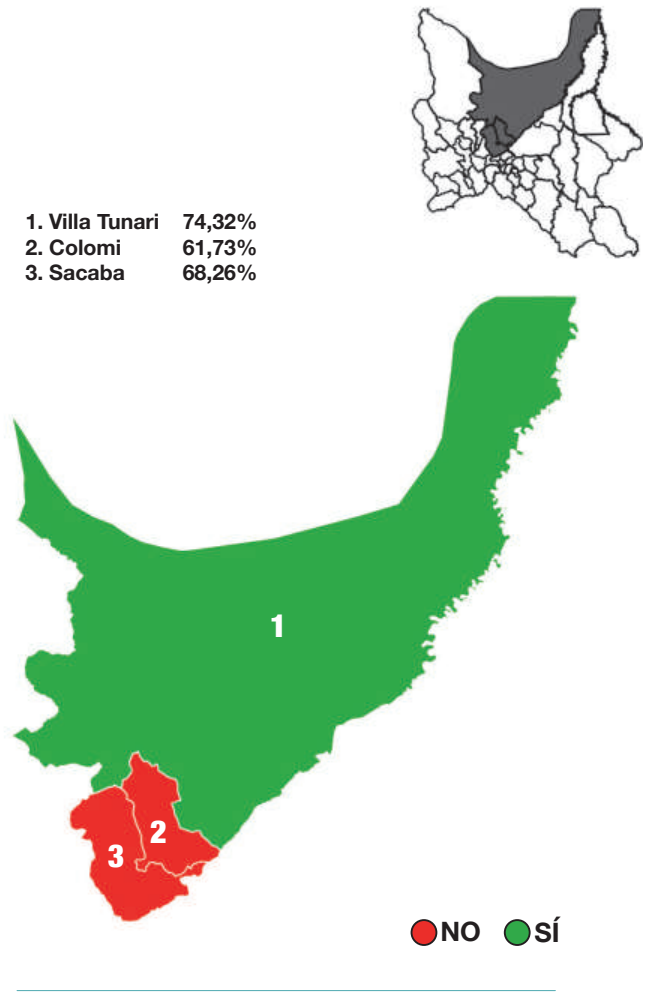 1. Villa Tunari 74,32%
2. Colomi 61,73%
3. Sacaba 68,26%
1
2
3
NO SÍ